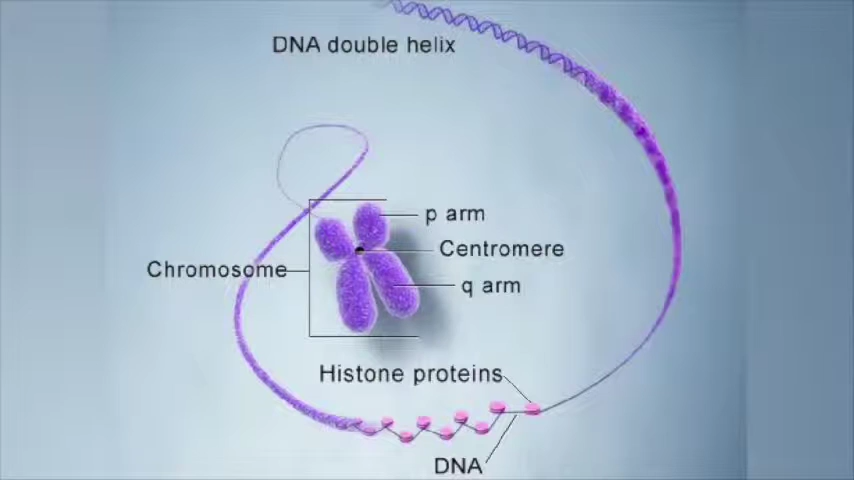 DNA double helix
p arm
Centromere
Chromosome
q arm
Histone proteins
DNA